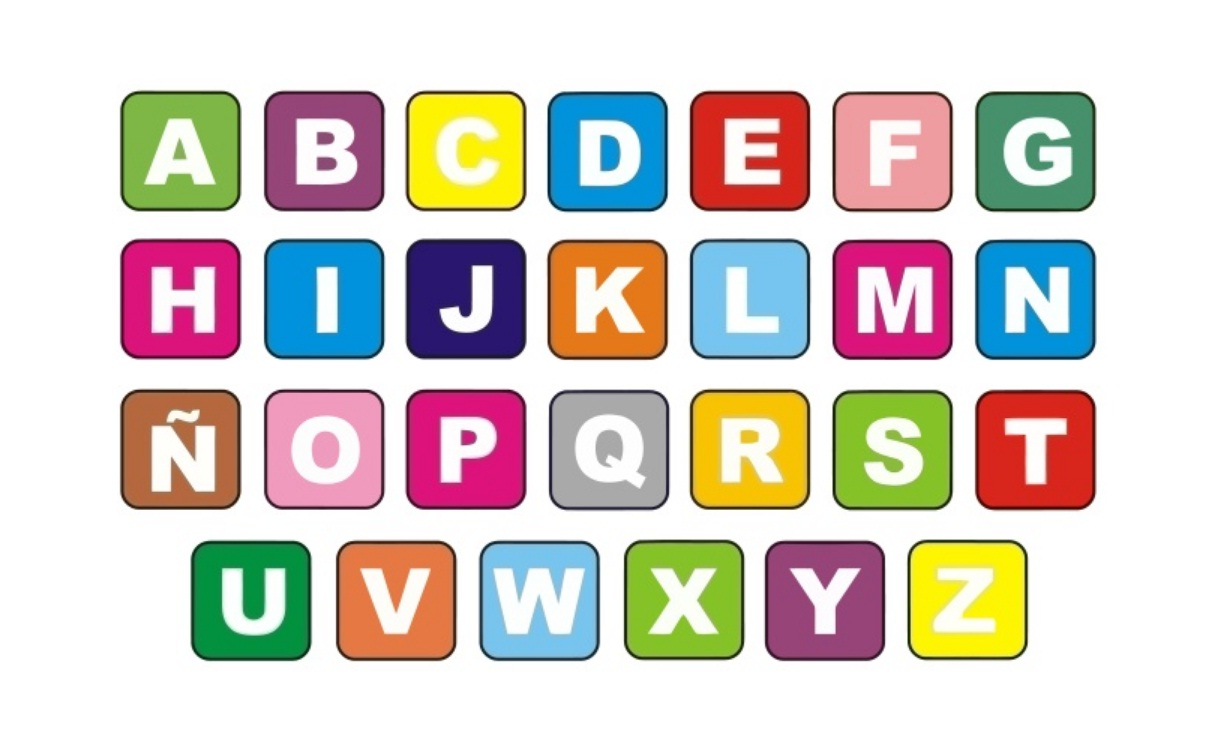 A B C D E F G
H I J K L M N
Ñ O P Q R S T
U V W X Y Z